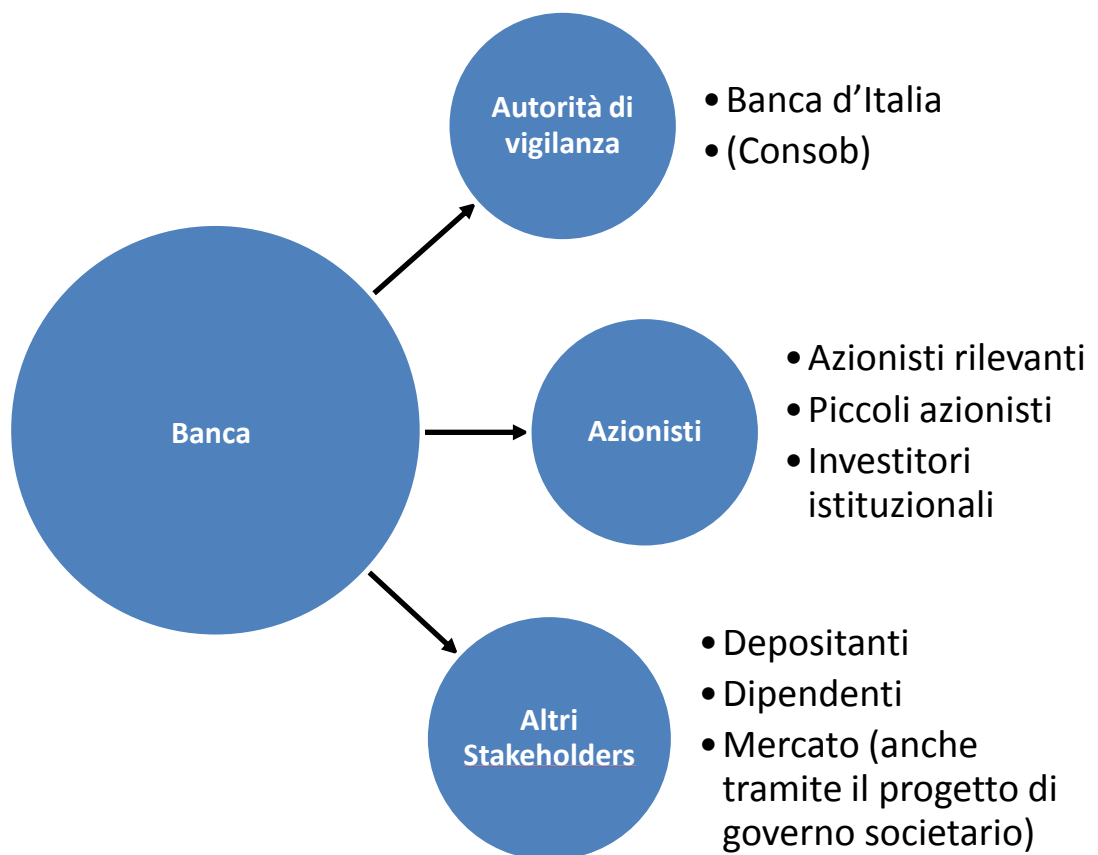 Autorità di
vigilanza
• Banca d’Italia
• (Consob)
Banca
Azionisti
• Azionisti rilevanti
• Piccoli azionisti
• Investitori
istituzionali
Altri
Stakeholders
• Depositanti
• Dipendenti
• Mercato (anche
tramite il progetto di
governo societario)